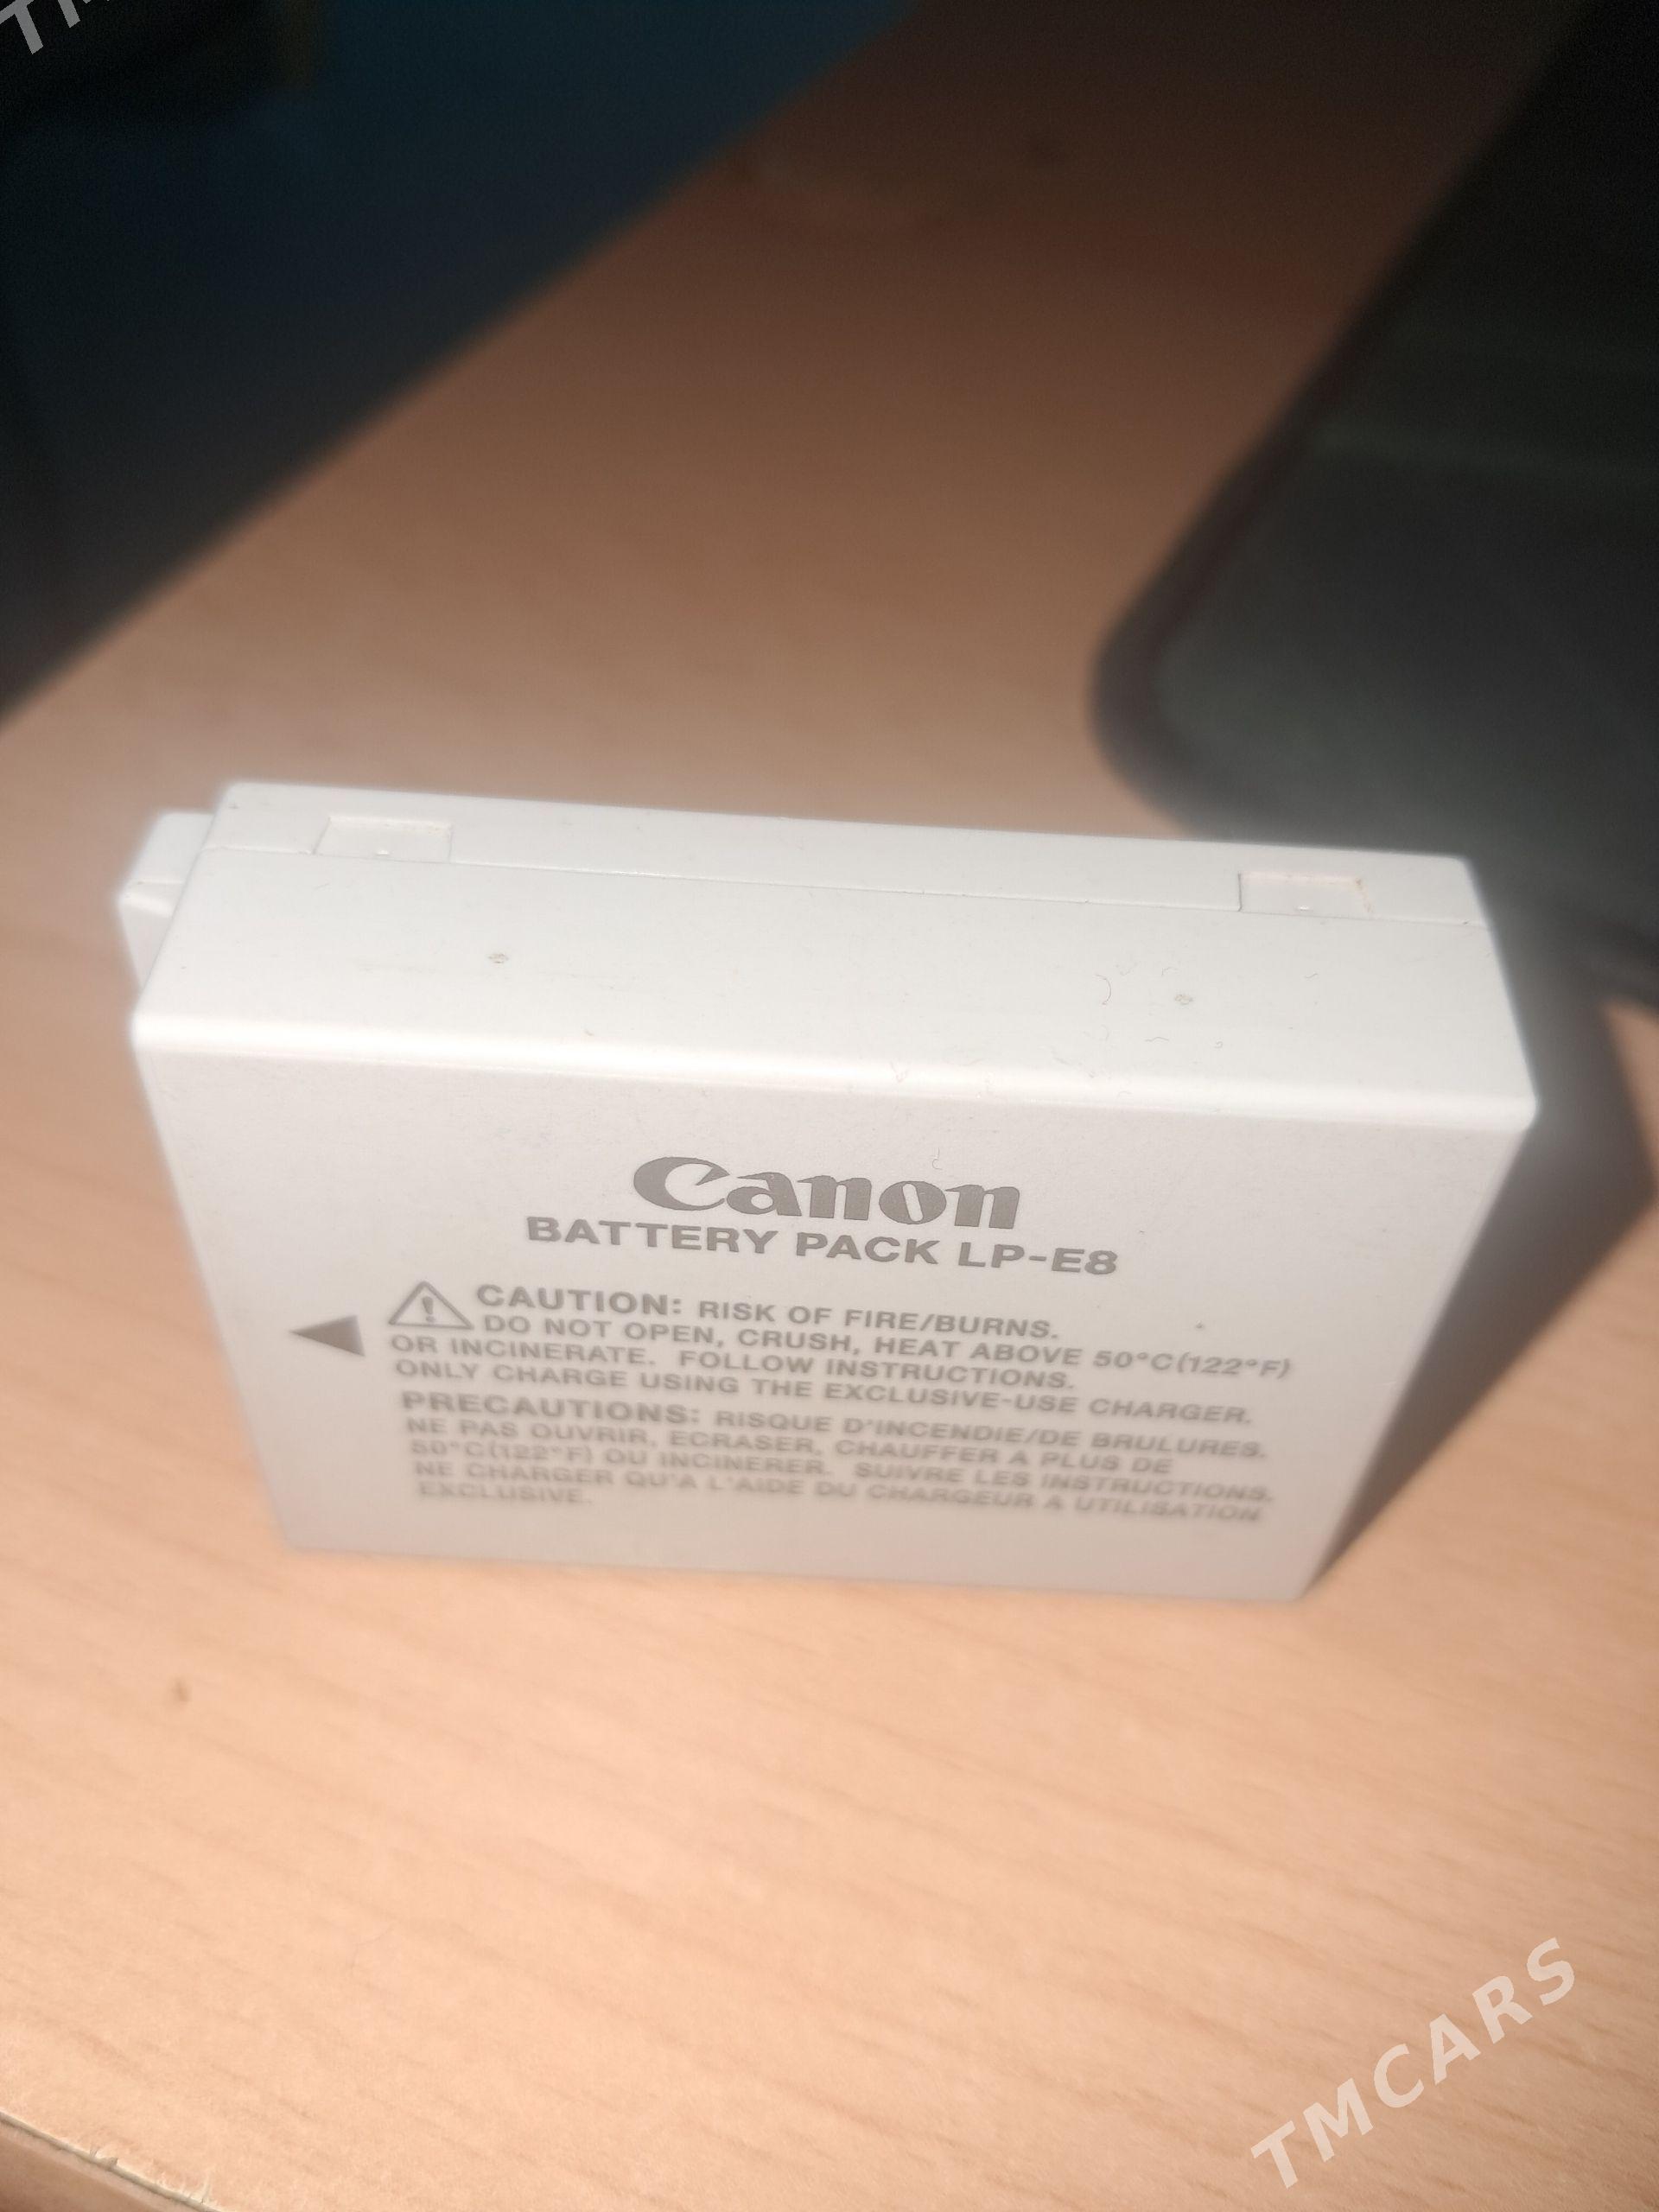 TM
Canon
BATTERY PACK LP-E8
CAUTION: RISK OF FIRE/BURNS.
DO NOT OPEN, CRUSH, HEAT ABOVE 50°C(122°F)
OR INCINERATE. FOLLOW INSTRUCTIONS.
ONLY CHARGE USING THE EXCLUSIVE-USE CHARGER.
PRECAUTIONS: RISQUE D'INCENDIE/DE BRULURES.
NE PAS OUVRIR, ECRASER, CHAUFFER A PLUS DE
50°C(122°F) OU INCINERER. SUIVRE LES INSTRUCTIONS.
NE CHARGER QU'A L'AIDE DU CHARGEUR A UTILISATION
EXCLUSIVE.
TMCARS